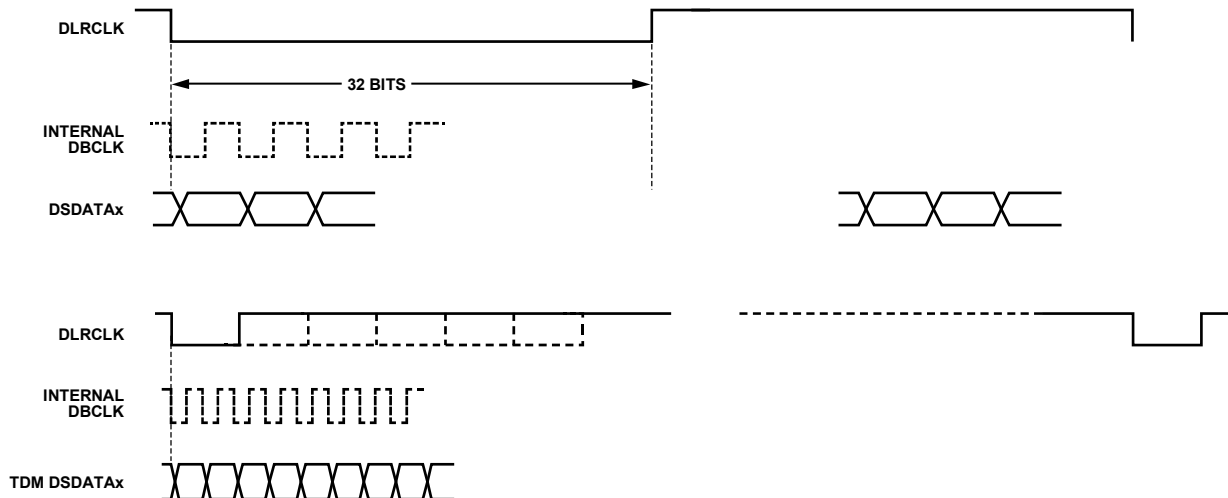 DLRCLK
32 BITS
INTERNAL
DBCLK
DSDATAx
DLRCLK
INTERNAL
DBCLK
TDM DSDATAx